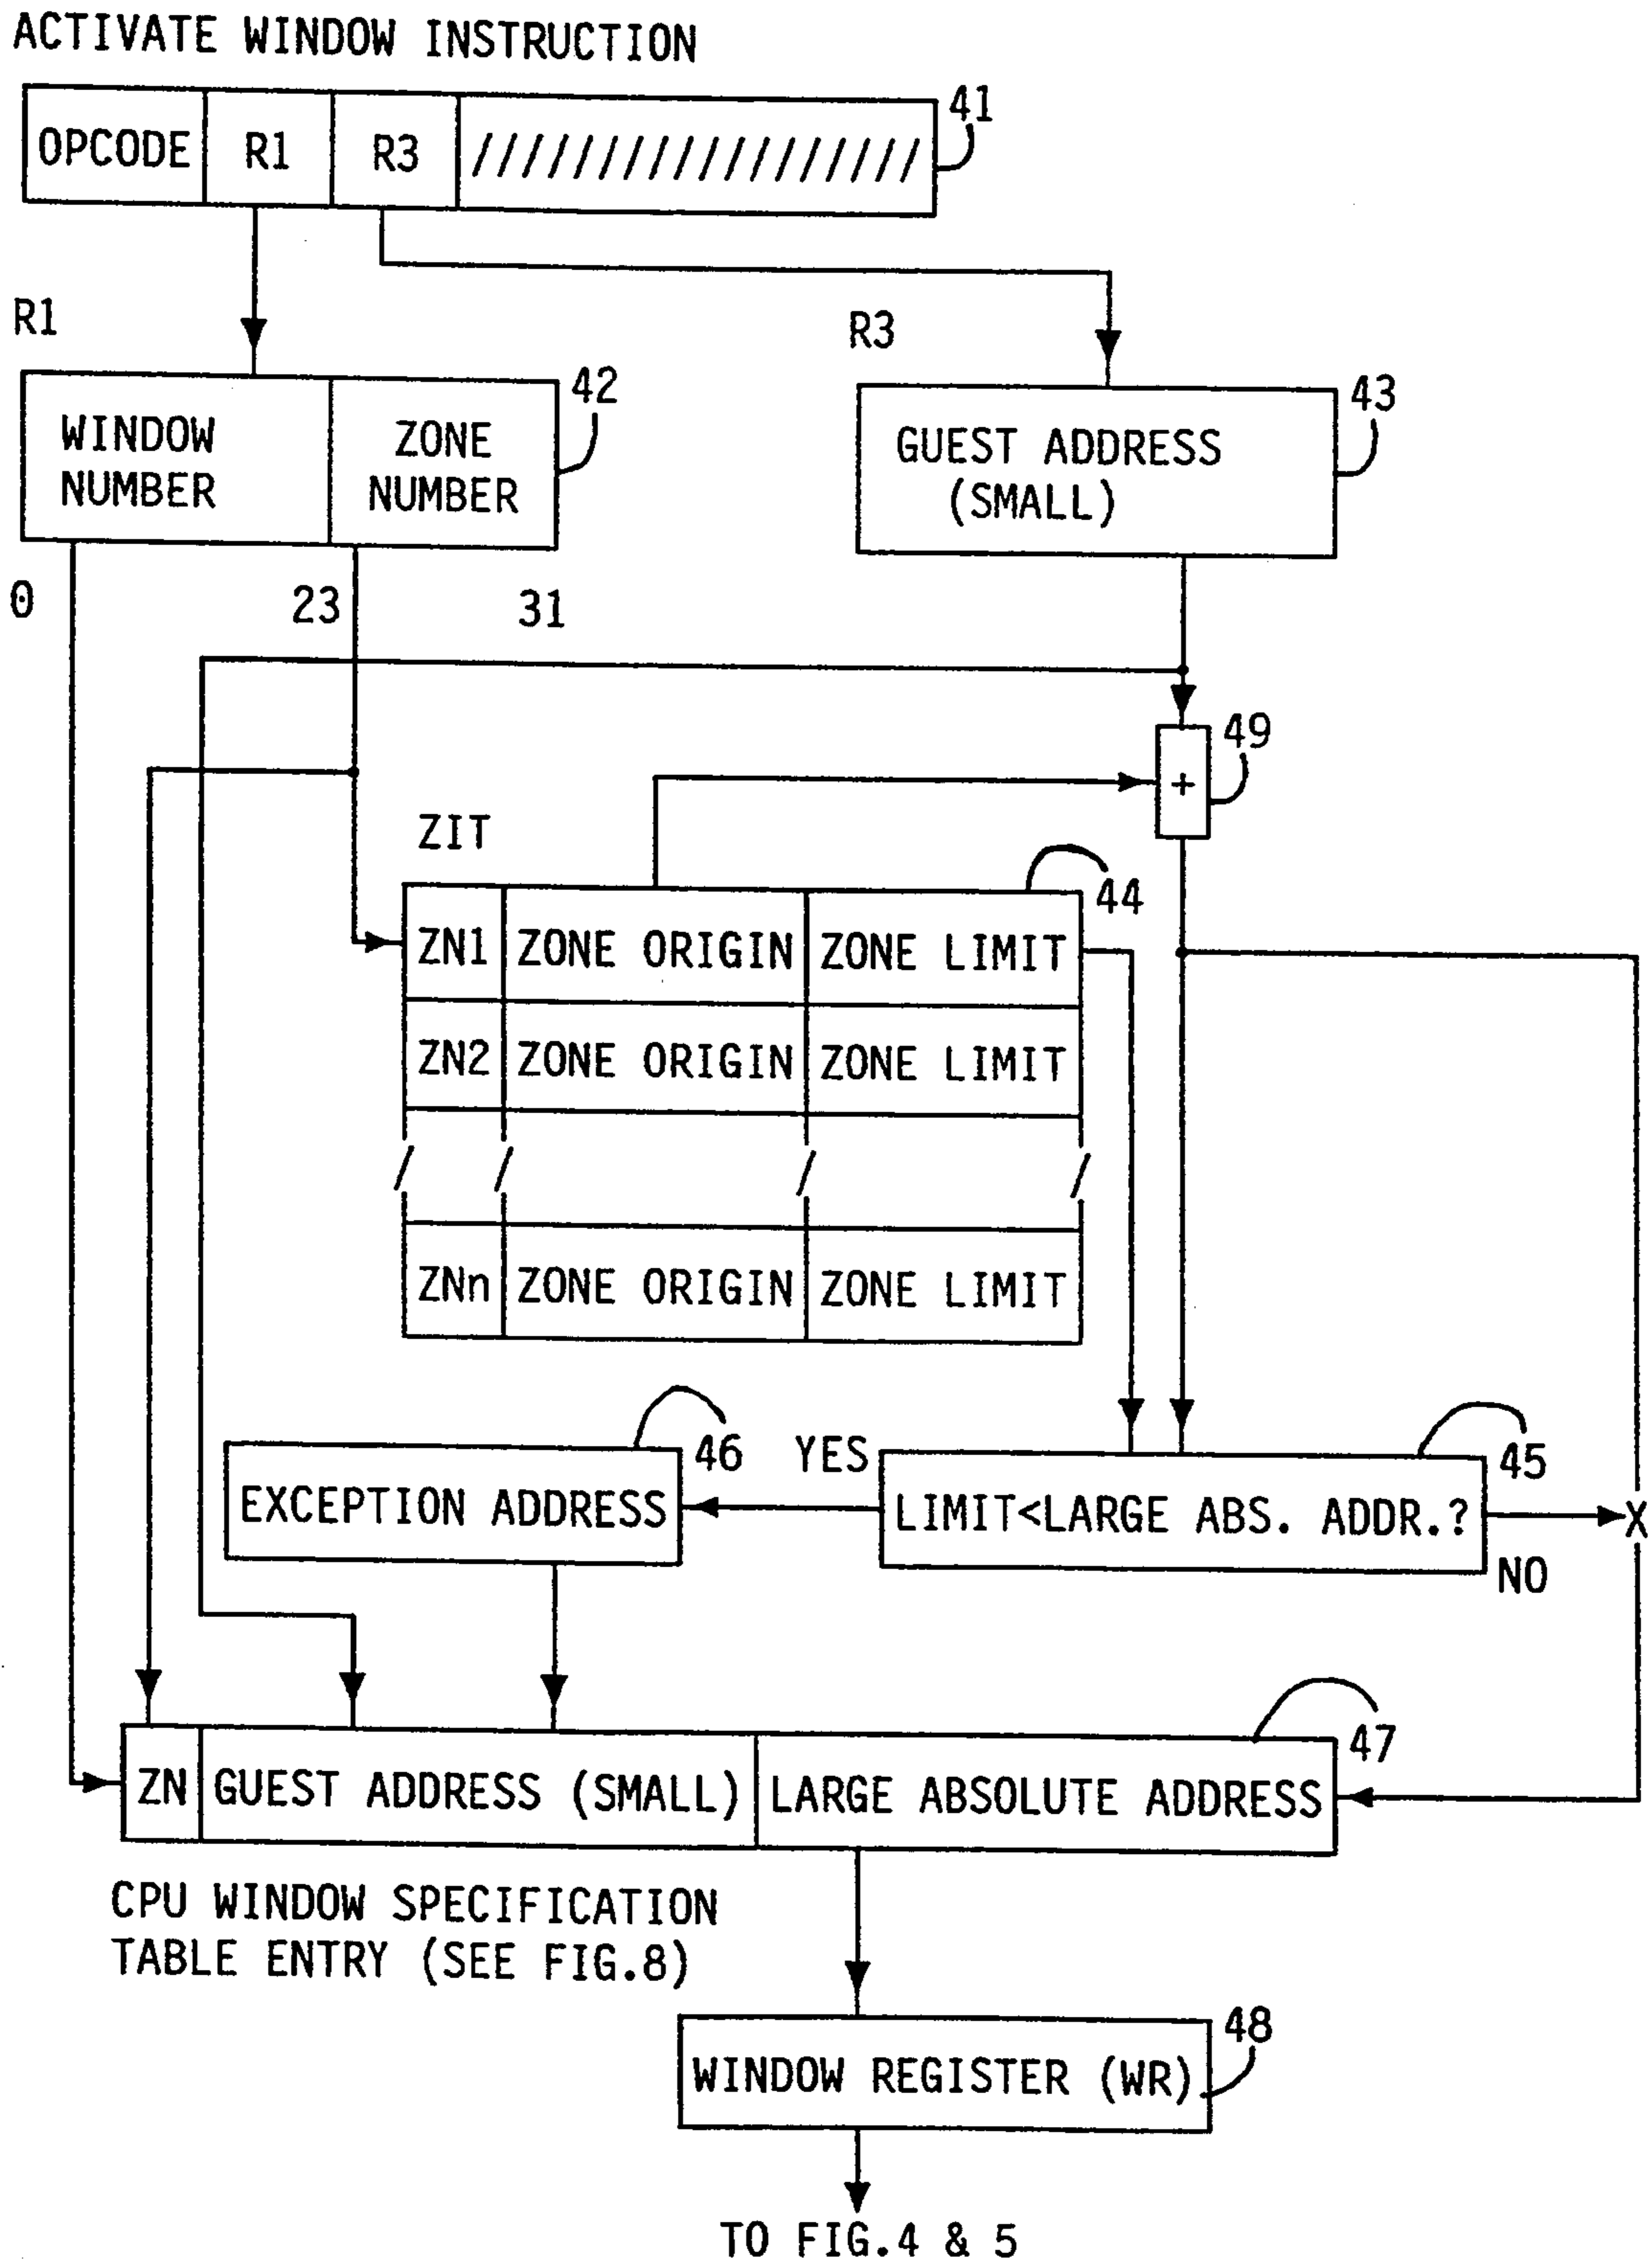 ACTIVATE WINDOW INSTRUCTION
41
OPCODE R1 R3 //////////////////
R1
R3
42
43
WINDOW NUMBER
ZONE NUMBER
GUEST ADDRESS
(SMALL)
0 23 31
49
+
ZIT
44
ZN1 ZONE ORIGIN ZONE LIMIT
ZN2 ZONE ORIGIN ZONE LIMIT
/ / / /
ZNn ZONE ORIGIN ZONE LIMIT
46 YES 45
EXCEPTION ADDRESS
LIMIT<LARGE ABS. ADDR.?
X
NO
47
ZN GUEST ADDRESS (SMALL) LARGE ABSOLUTE ADDRESS
CPU WINDOW SPECIFICATION
TABLE ENTRY (SEE FIG.8)
48
WINDOW REGISTER (WR)
TO FIG.4 & 5